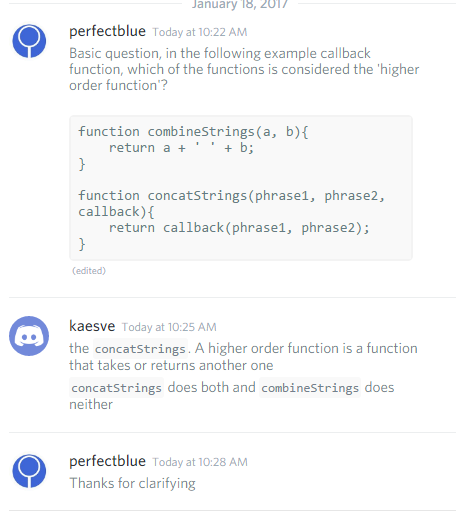 January 18, 2017
perfectblue Today at 10:22 AM
Basic question, in the following example callback
function, which of the functions is considered the 'higher
order function'?
function combineStrings(a, b){
    return a + ' ' + b;
}
function concatStrings(phrase1, phrase2,
callback){
    return callback(phrase1, phrase2);
}
(edited)
kaesve Today at 10:25 AM
the concatStrings. A higher order function is a function
that takes or returns another one
concatStrings does both and combineStrings does
neither
perfectblue Today at 10:28 AM
Thanks for clarifying